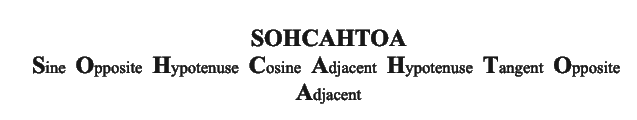 SOHCAHTOA
Sine Opposite Hypotenuse Cosine Adjacent Hypotenuse Tangent Opposite
Adjacent